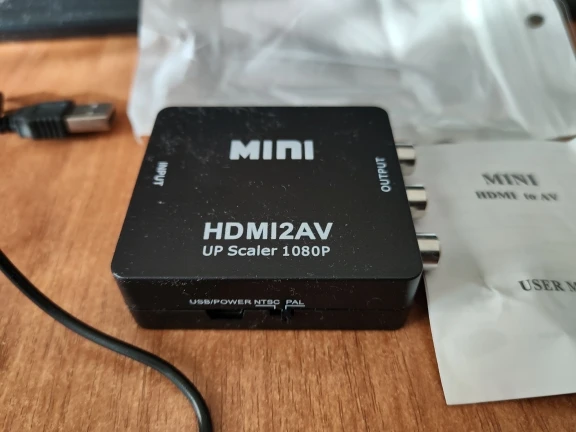 MINI
INPUT
OUTPUT
HDMI2AV
UP Scaler 1080P
USB/POWER NTSC PAL
MINI
HDMI to AV
USER M